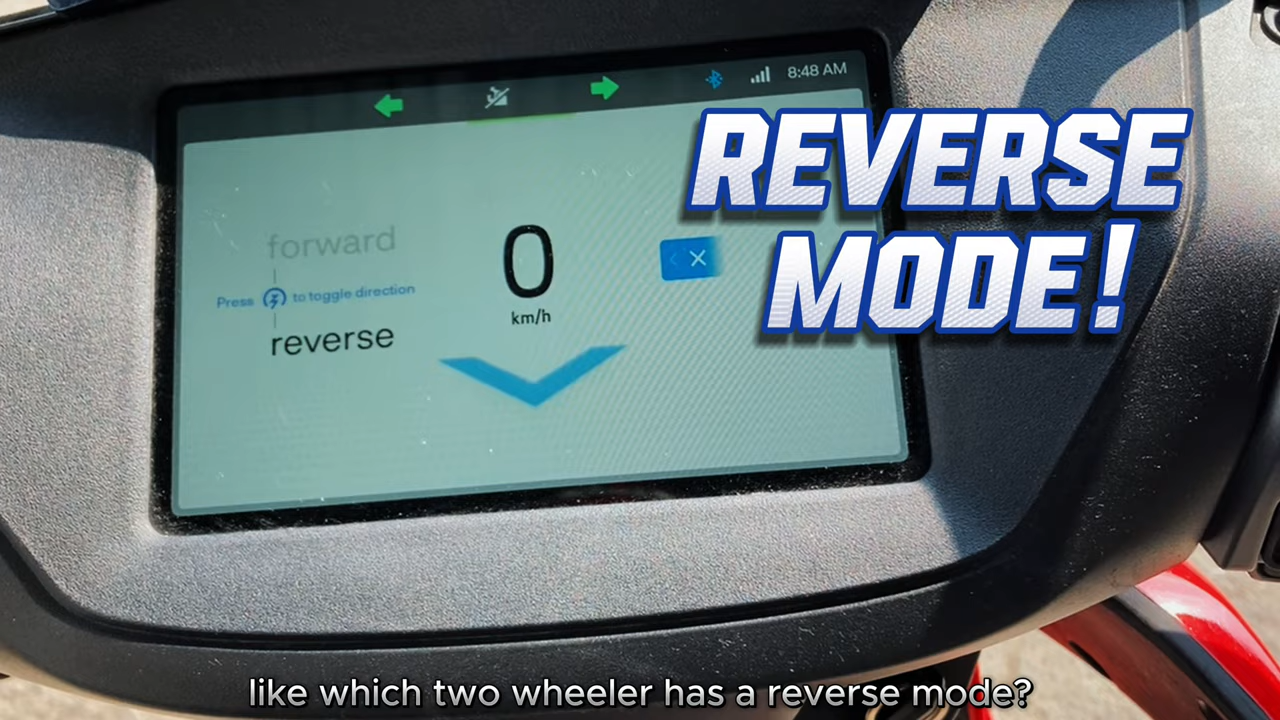 8:48 AM
REVERSE
MODE!
forward
Press to toggle direction
reverse
0
km/h
like which two wheeler has a reverse mode?